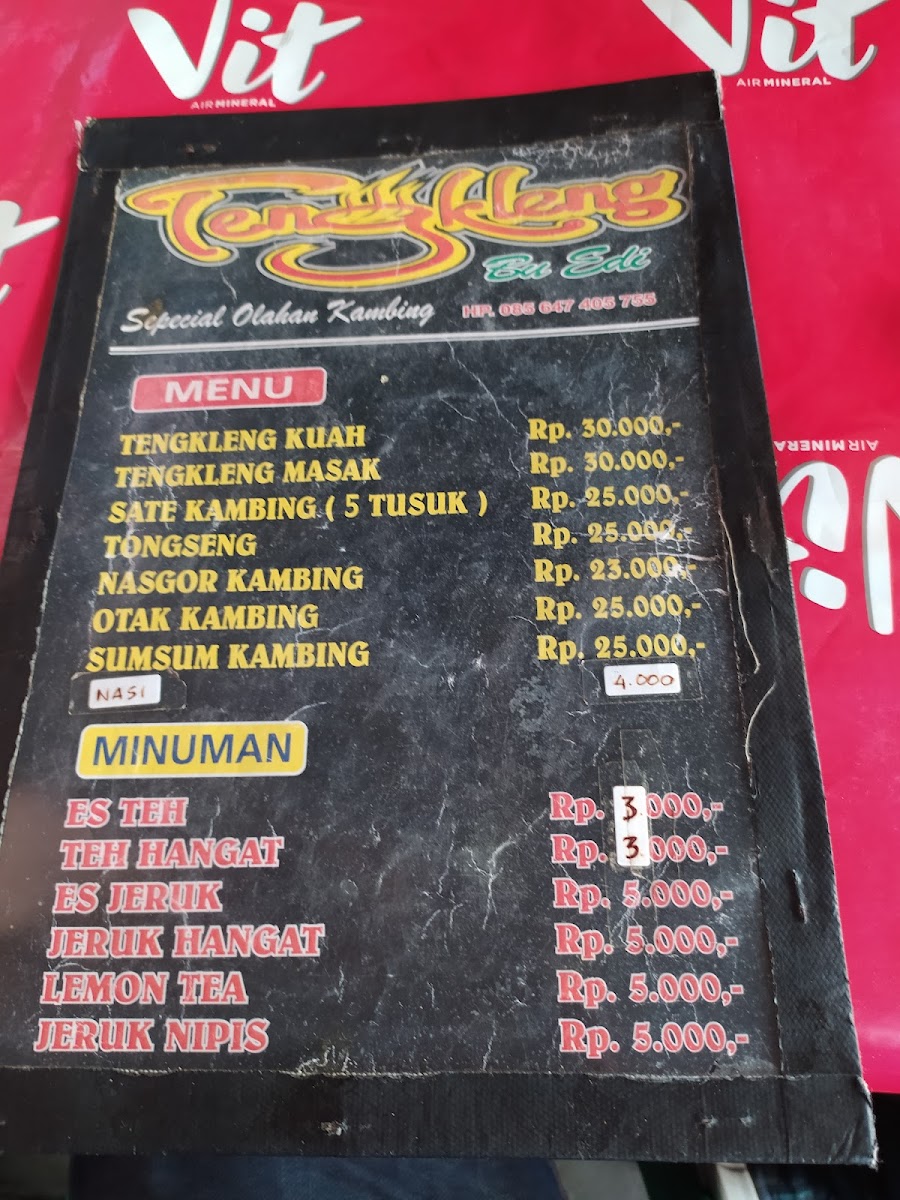 Vit
AIR MINERAL
Vit
AIR MINERAL
Tengkleng
Bu Edi
Sepecial Olahan Kambing HP. 085 647 405 755
MENU
TENGKLENG KUAH Rp. 30.000,-
TENGKLENG MASAK Rp. 30.000,-
SATE KAMBING ( 5 TUSUK ) Rp. 25.000,-
TONGSENG Rp. 25.000,-
NASGOR KAMBING Rp. 23.000,-
OTAK KAMBING Rp. 25.000,-
SUMSUM KAMBING Rp. 25.000,-
NASI 4.000
MINUMAN
ES TEH Rp. 3.000,-
TEH HANGAT Rp. 3.000,-
ES JERUK Rp. 5.000,-
JERUK HANGAT Rp. 5.000,-
LEMON TEA Rp. 5.000,-
JERUK NIPIS Rp. 5.000,-